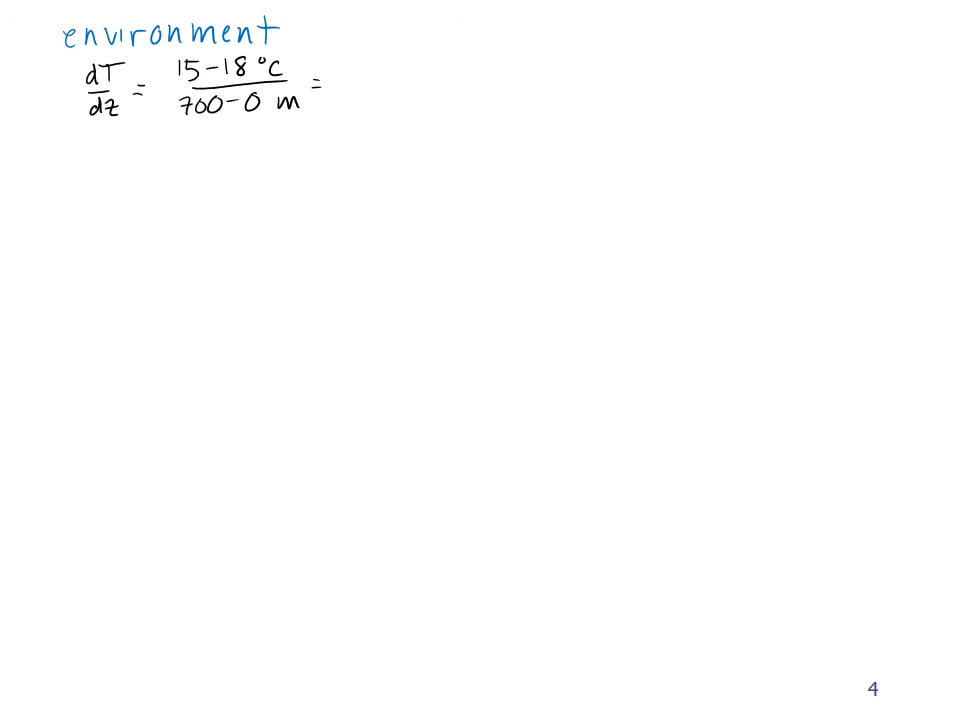 environment
dT/dz = 15-18 °C / 700-0 m =
4